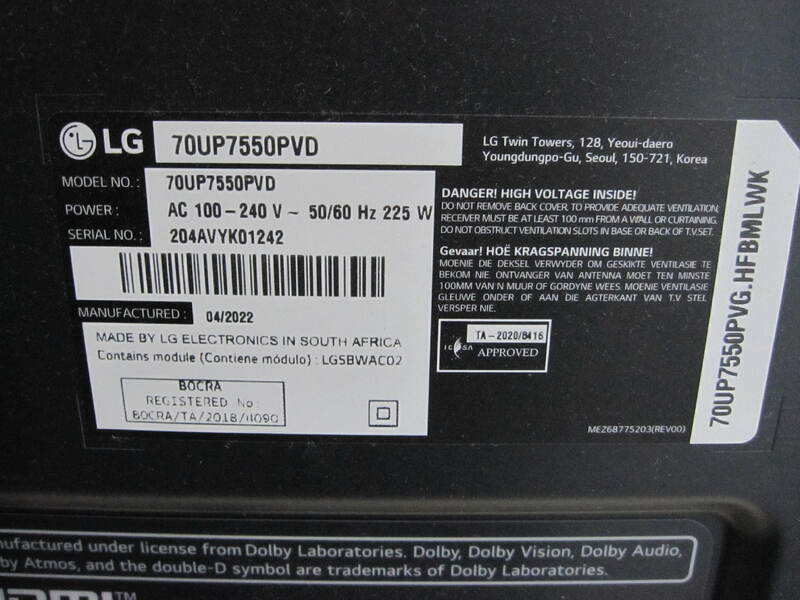 LG
70UP7550PVD
LG Twin Towers, 128, Yeoui-daero
Youngdungpo-Gu, Seoul, 150-721, Korea
MODEL NO. : 70UP7550PVD
POWER : AC 100-240 V ~ 50/60 Hz 225 W
SERIAL NO. : 204AVYK01242
MANUFACTURED : 04/2022
MADE BY LG ELECTRONICS IN SOUTH AFRICA
Contains module (Contiene módulo) : LGSBWAC02
BOCRA
REGISTERED No:
BOCRA/TA/2018/4090
DANGER! HIGH VOLTAGE INSIDE!
DO NOT REMOVE BACK COVER, TO PROVIDE ADEQUATE VENTILATION,
RECEIVER MUST BE AT LEAST 100 mm FROM A WALL OR CURTAINING.
DO NOT OBSTRUCT VENTILATION SLOTS IN BASE OR BACK OF T.V.SET.
Gevaar! HOË KRAGSPANNING BINNE!
MOENIE DIE DEKSEL VERWYDER OM GESKIKTE VENTILASIE TE
BEKOM NIE. ONTVANGER VAN ANTENNA MOET TEN MINSTE
100MM VAN N MUUR OF GORDYNE WEES. MOENIE VENTILASIE
GLEUWE ONDER OF AAN DIE AGTERKANT VAN T.V STEL
VERSPER NIE.
ICASA
TA-2020/8416
APPROVED
MEZ68775203(REV00)
70UP7550PVG.HFBMLWK
nufactured under license from Dolby Laboratories. Dolby, Dolby Vision, Dolby Audio,
by Atmos, and the double-D symbol are trademarks of Dolby Laboratories.
HDMI™